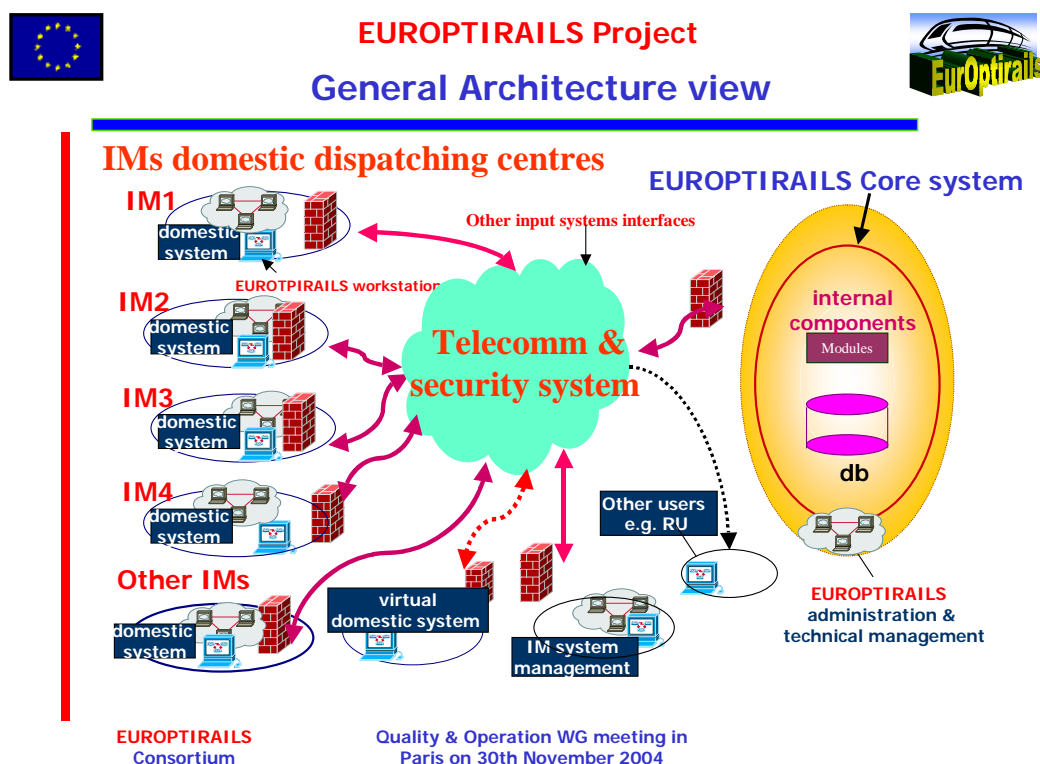 EUROPTIRAILS Project
EurOptirails
General Architecture view
IMs domestic dispatching centres
EUROPTIRAILS Core system
IM1
domestic
system
Other input systems interfaces
EUROTPIRAILS workstation
IM2
domestic
system
internal
components
Modules
Telecomm &
security system
IM3
domestic
system
db
IM4
domestic
system
Other users
e.g. RU
Other IMs
domestic
system
virtual
domestic system
IM system
management
EUROPTIRAILS
administration &
technical management
EUROPTIRAILS
Consortium
Quality & Operation WG meeting in
Paris on 30th November 2004